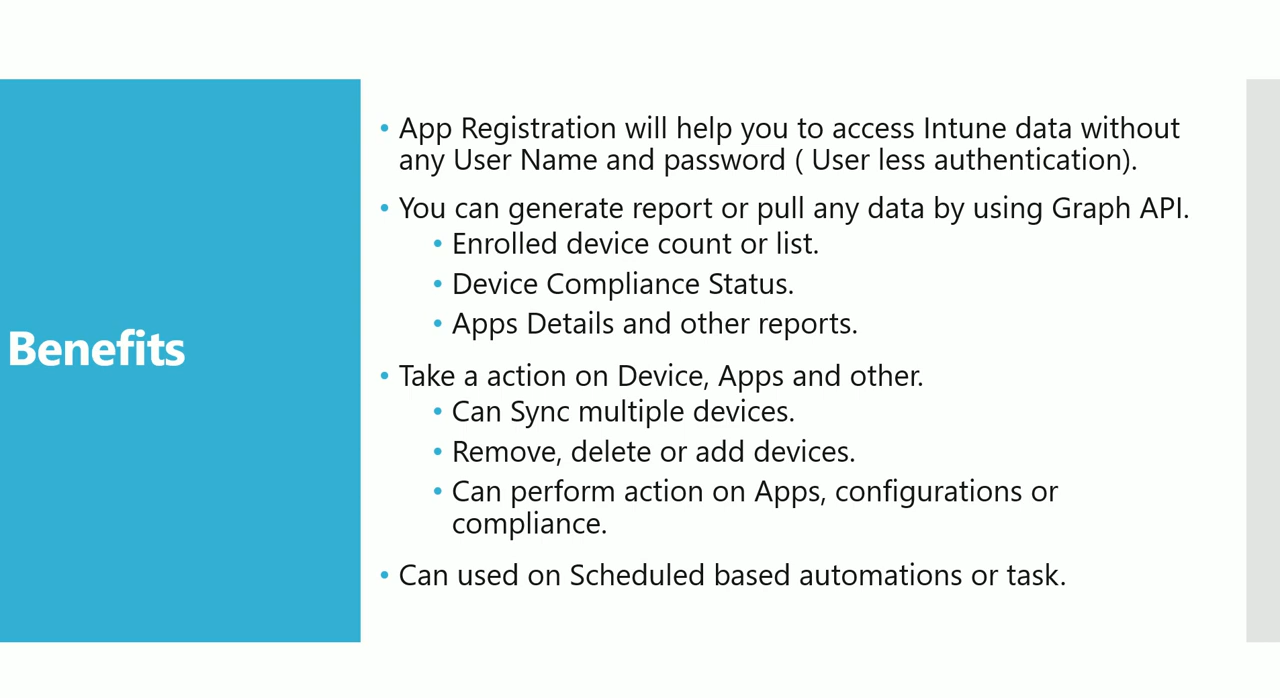 Benefits
• App Registration will help you to access Intune data without
any User Name and password ( User less authentication).
• You can generate report or pull any data by using Graph API.
• Enrolled device count or list.
• Device Compliance Status.
• Apps Details and other reports.
• Take a action on Device, Apps and other.
• Can Sync multiple devices.
• Remove, delete or add devices.
• Can perform action on Apps, configurations or
compliance.
• Can used on Scheduled based automations or task.